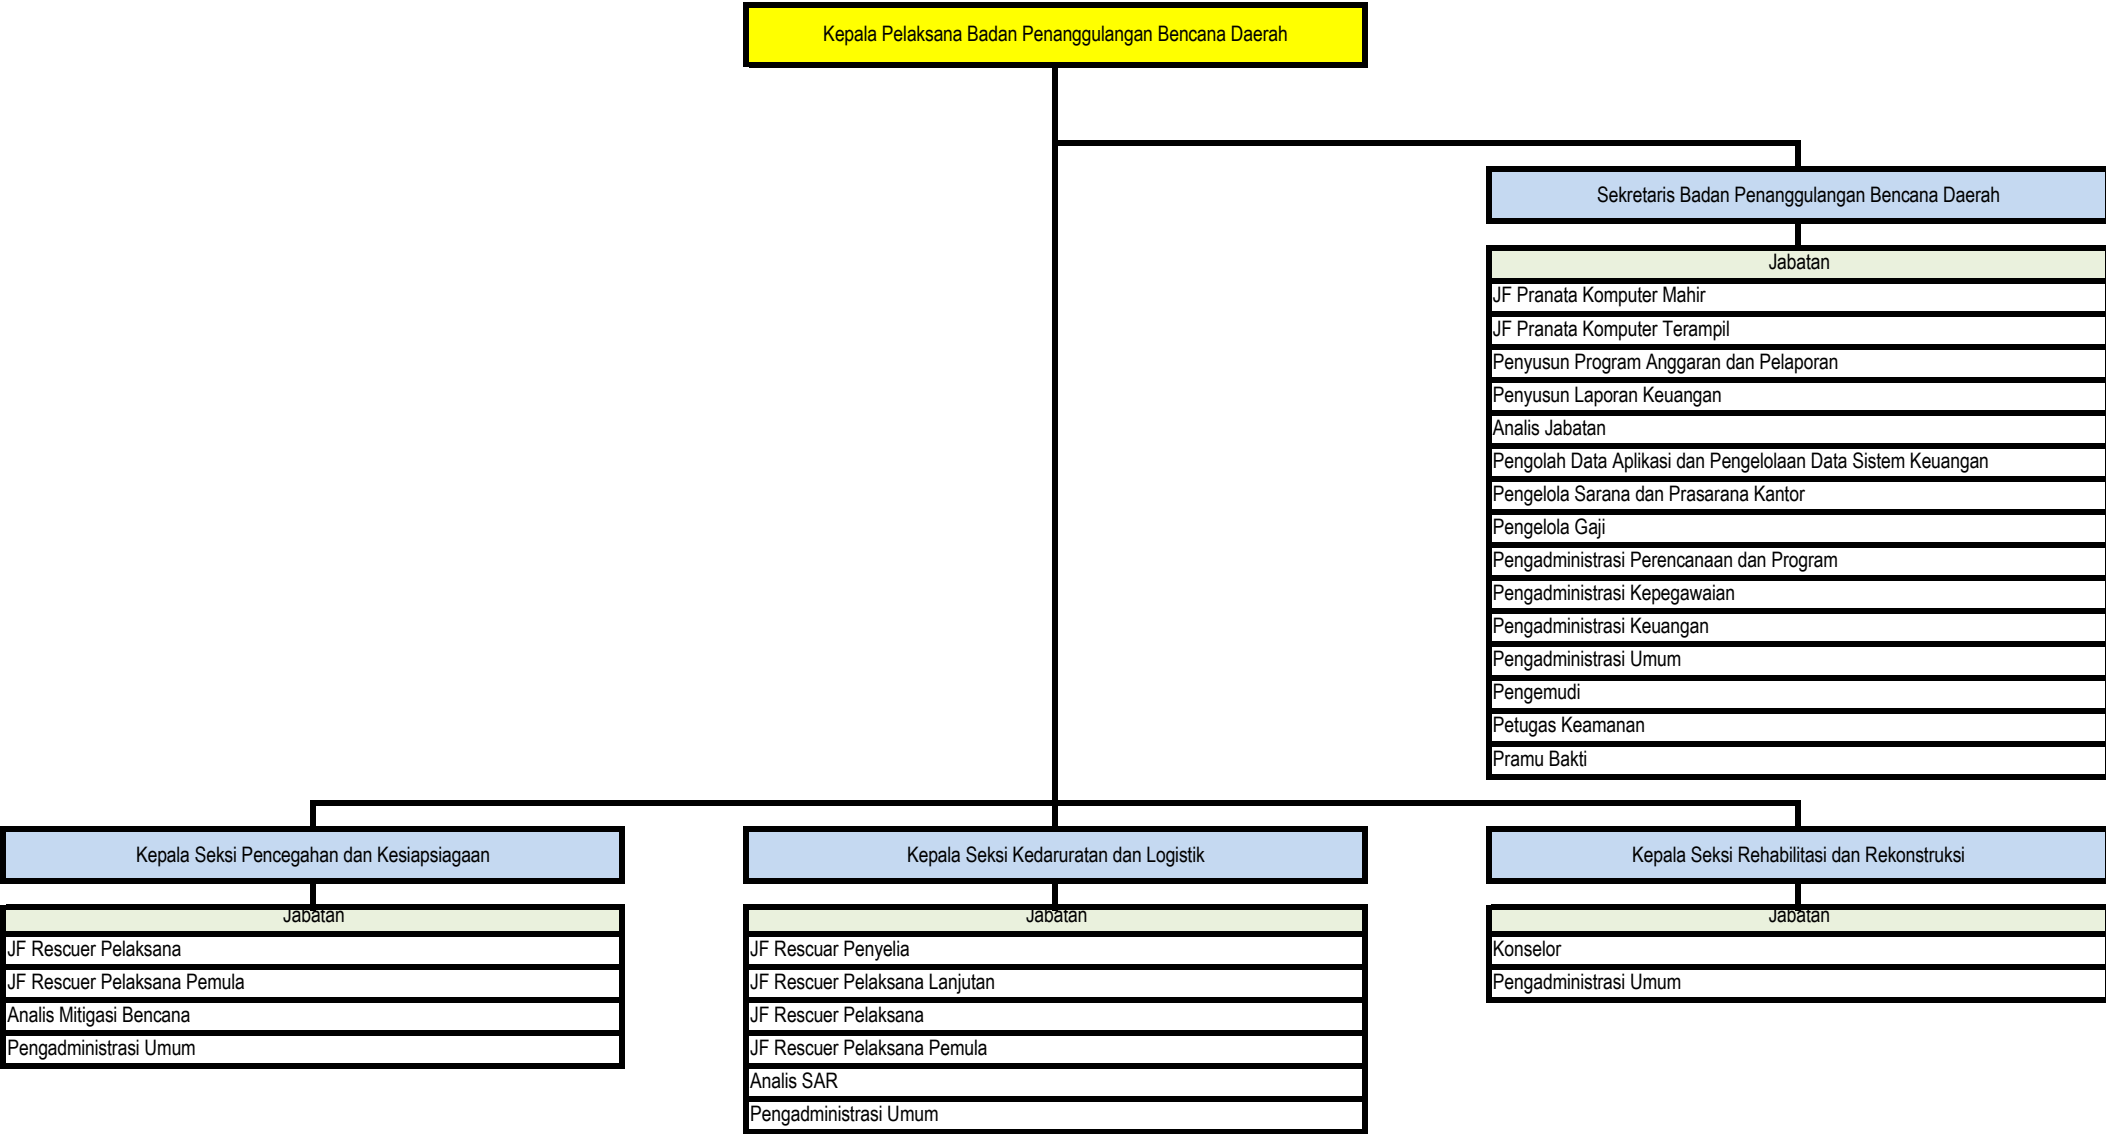 Kepala Pelaksana Badan Penanggulangan Bencana Daerah
Sekretaris Badan Penanggulangan Bencana Daerah
Jabatan
JF Pranata Komputer Mahir
JF Pranata Komputer Terampil
Penyusun Program Anggaran dan Pelaporan
Penyusun Laporan Keuangan
Analis Jabatan
Pengolah Data Aplikasi dan Pengelolaan Data Sistem Keuangan
Pengelola Sarana dan Prasarana Kantor
Pengelola Gaji
Pengadministrasi Perencanaan dan Program
Pengadministrasi Kepegawaian
Pengadministrasi Keuangan
Pengadministrasi Umum
Pengemudi
Petugas Keamanan
Pramu Bakti
Kepala Seksi Pencegahan dan Kesiapsiagaan
Jabatan
JF Rescuer Pelaksana
JF Rescuer Pelaksana Pemula
Analis Mitigasi Bencana
Pengadministrasi Umum
Kepala Seksi Kedaruratan dan Logistik
Jabatan
JF Rescuar Penyelia
JF Rescuer Pelaksana Lanjutan
JF Rescuer Pelaksana
JF Rescuer Pelaksana Pemula
Analis SAR
Pengadministrasi Umum
Kepala Seksi Rehabilitasi dan Rekonstruksi
Jabatan
Konselor
Pengadministrasi Umum